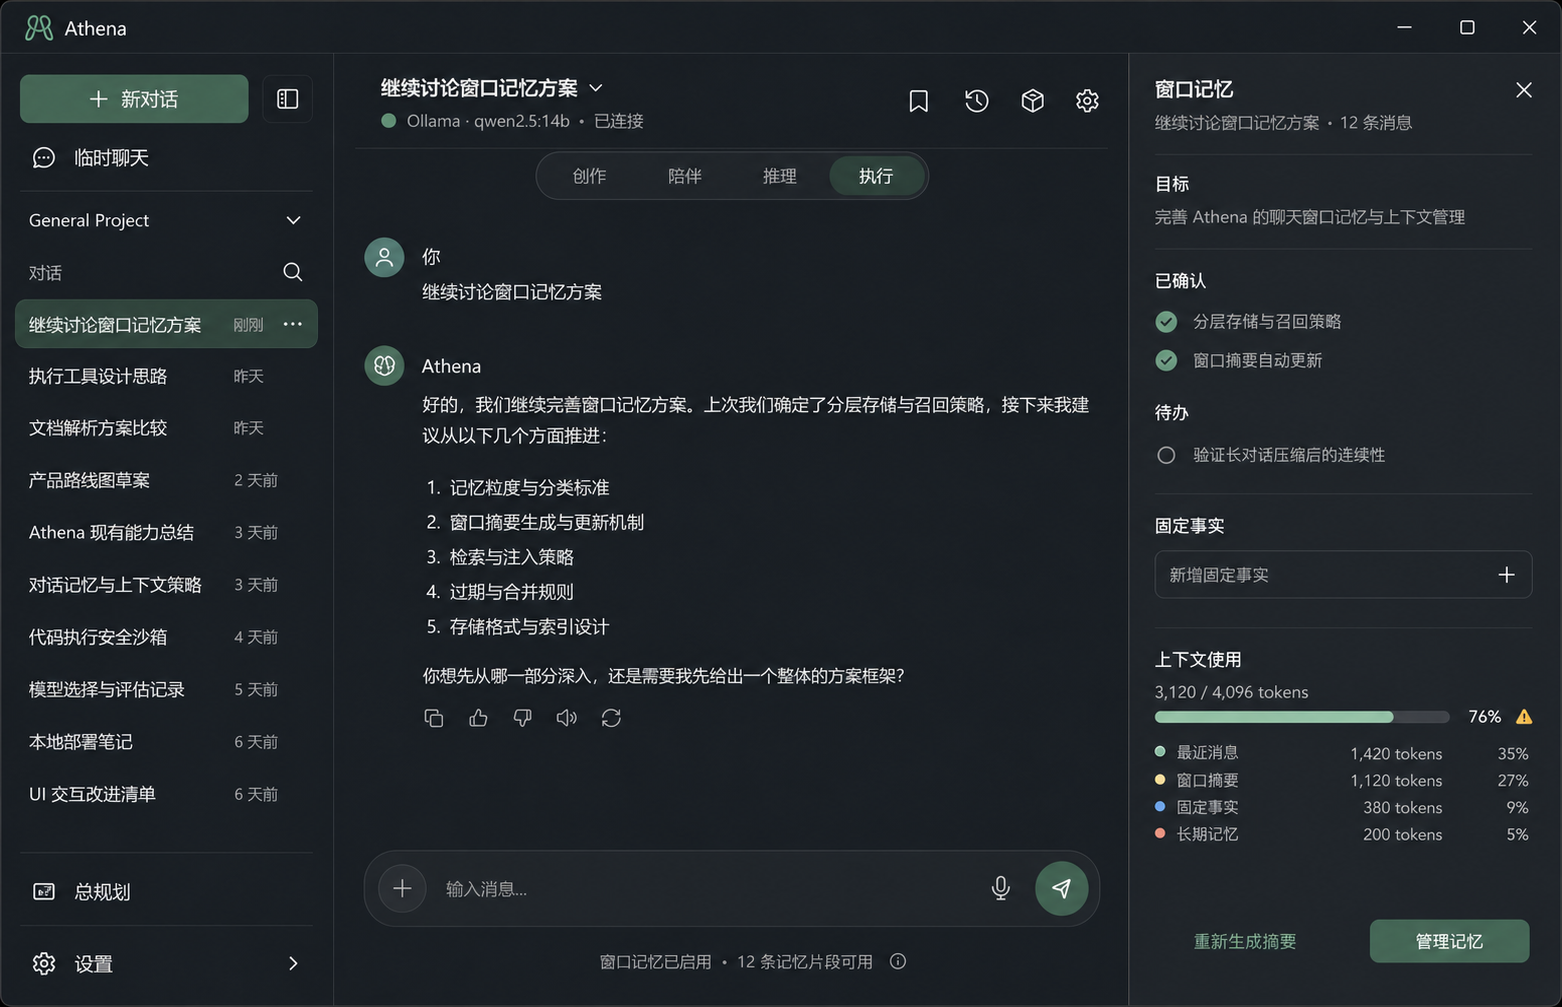 Athena
新对话
临时聊天
General Project
对话
继续讨论窗口记忆方案 刚刚
执行工具设计思路 昨天
文档解析方案比较 昨天
产品路线图草案 2 天前
Athena 现有能力总结 3 天前
对话记忆与上下文策略 3 天前
代码执行安全沙箱 4 天前
模型选择与评估记录 5 天前
本地部署笔记 6 天前
UI 交互改进清单 6 天前
总规划
设置
继续讨论窗口记忆方案
Ollama · qwen2.5:14b • 已连接
创作 陪伴 推理 执行
你
继续讨论窗口记忆方案
Athena
好的，我们继续完善窗口记忆方案。上次我们确定了分层存储与召回策略，接下来我建
议从以下几个方面推进：
1. 记忆粒度与分类标准
2. 窗口摘要生成与更新机制
3. 检索与注入策略
4. 过期与合并规则
5. 存储格式与索引设计
你想先从哪一部分深入，还是需要我先给出一个整体的方案框架？
输入消息...
窗口记忆已启用 • 12 条记忆片段可用
窗口记忆
继续讨论窗口记忆方案 • 12 条消息
目标
完善 Athena 的聊天窗口记忆与上下文管理
已确认
分层存储与召回策略
窗口摘要自动更新
待办
验证长对话压缩后的连续性
固定事实
新增固定事实
上下文使用
3,120 / 4,096 tokens
76%
最近消息 1,420 tokens 35%
窗口摘要 1,120 tokens 27%
固定事实 380 tokens 9%
长期记忆 200 tokens 5%
重新生成摘要
管理记忆